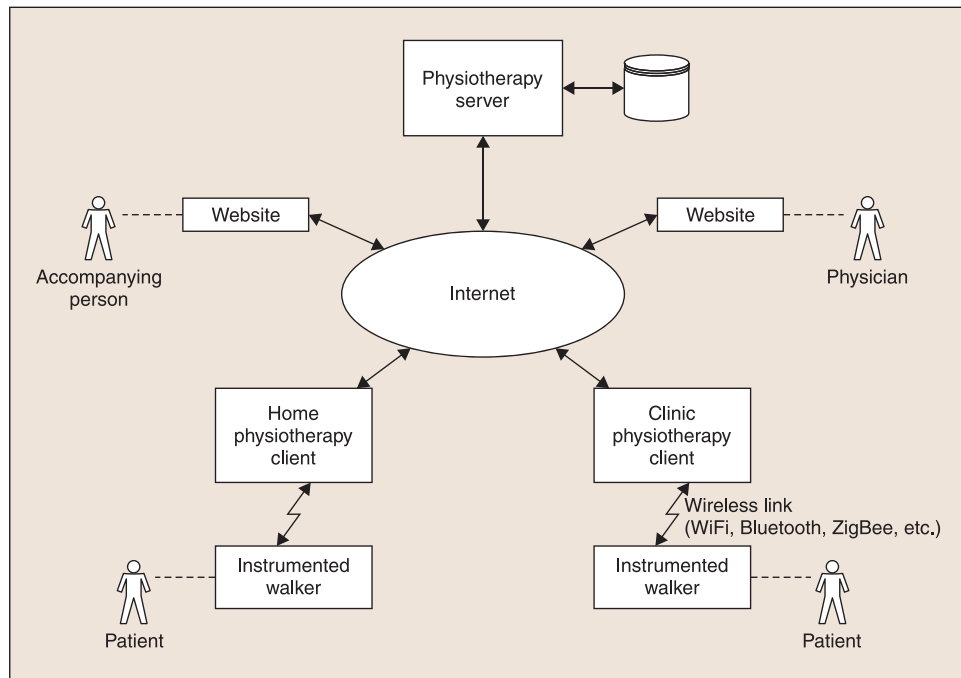 Physiotherapy
server
Website
Website
Accompanying
person
Physician
Internet
Home
physiotherapy
client
Clinic
physiotherapy
client
Wireless link
(WiFi, Bluetooth, ZigBee, etc.)
Instrumented
walker
Instrumented
walker
Patient
Patient